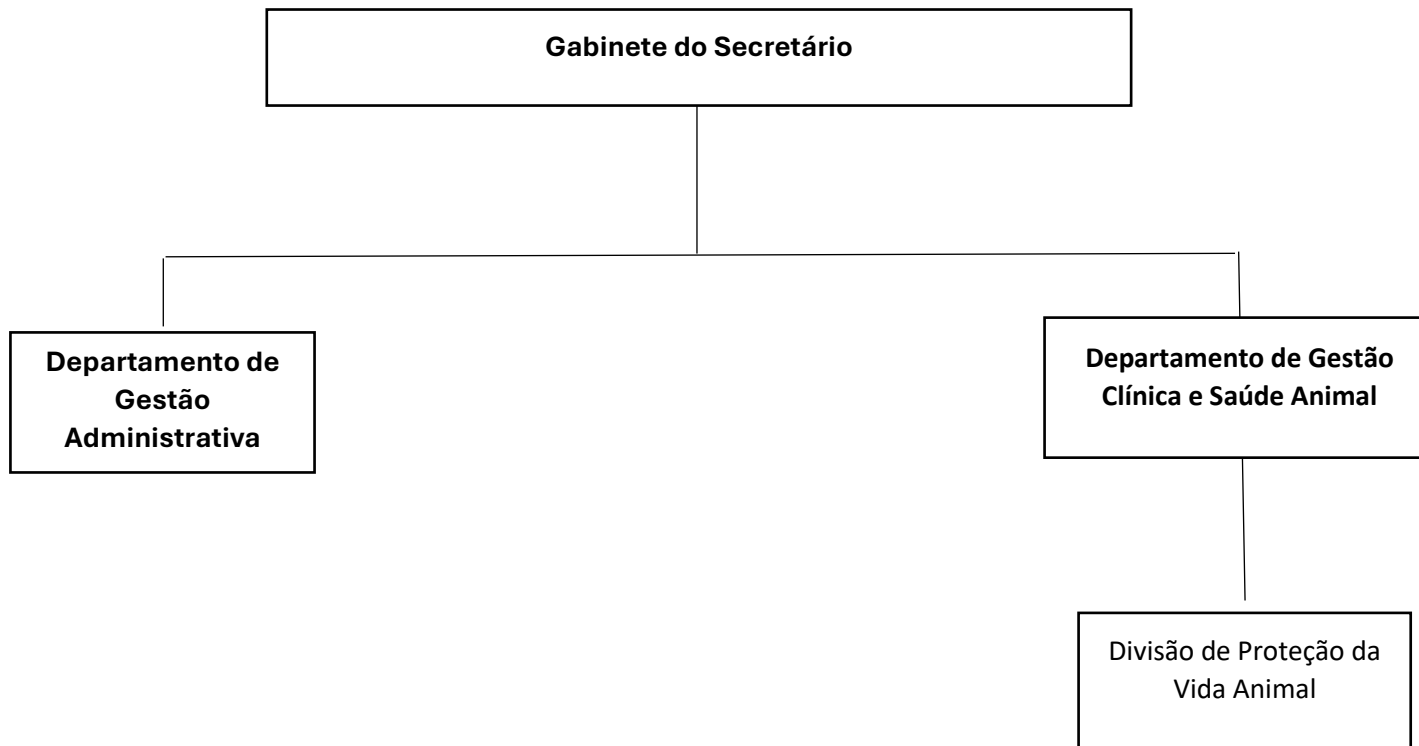 Gabinete do Secretário
Departamento de
Gestão
Administrativa
Departamento de Gestão
Clínica e Saúde Animal
Divisão de Proteção da
Vida Animal